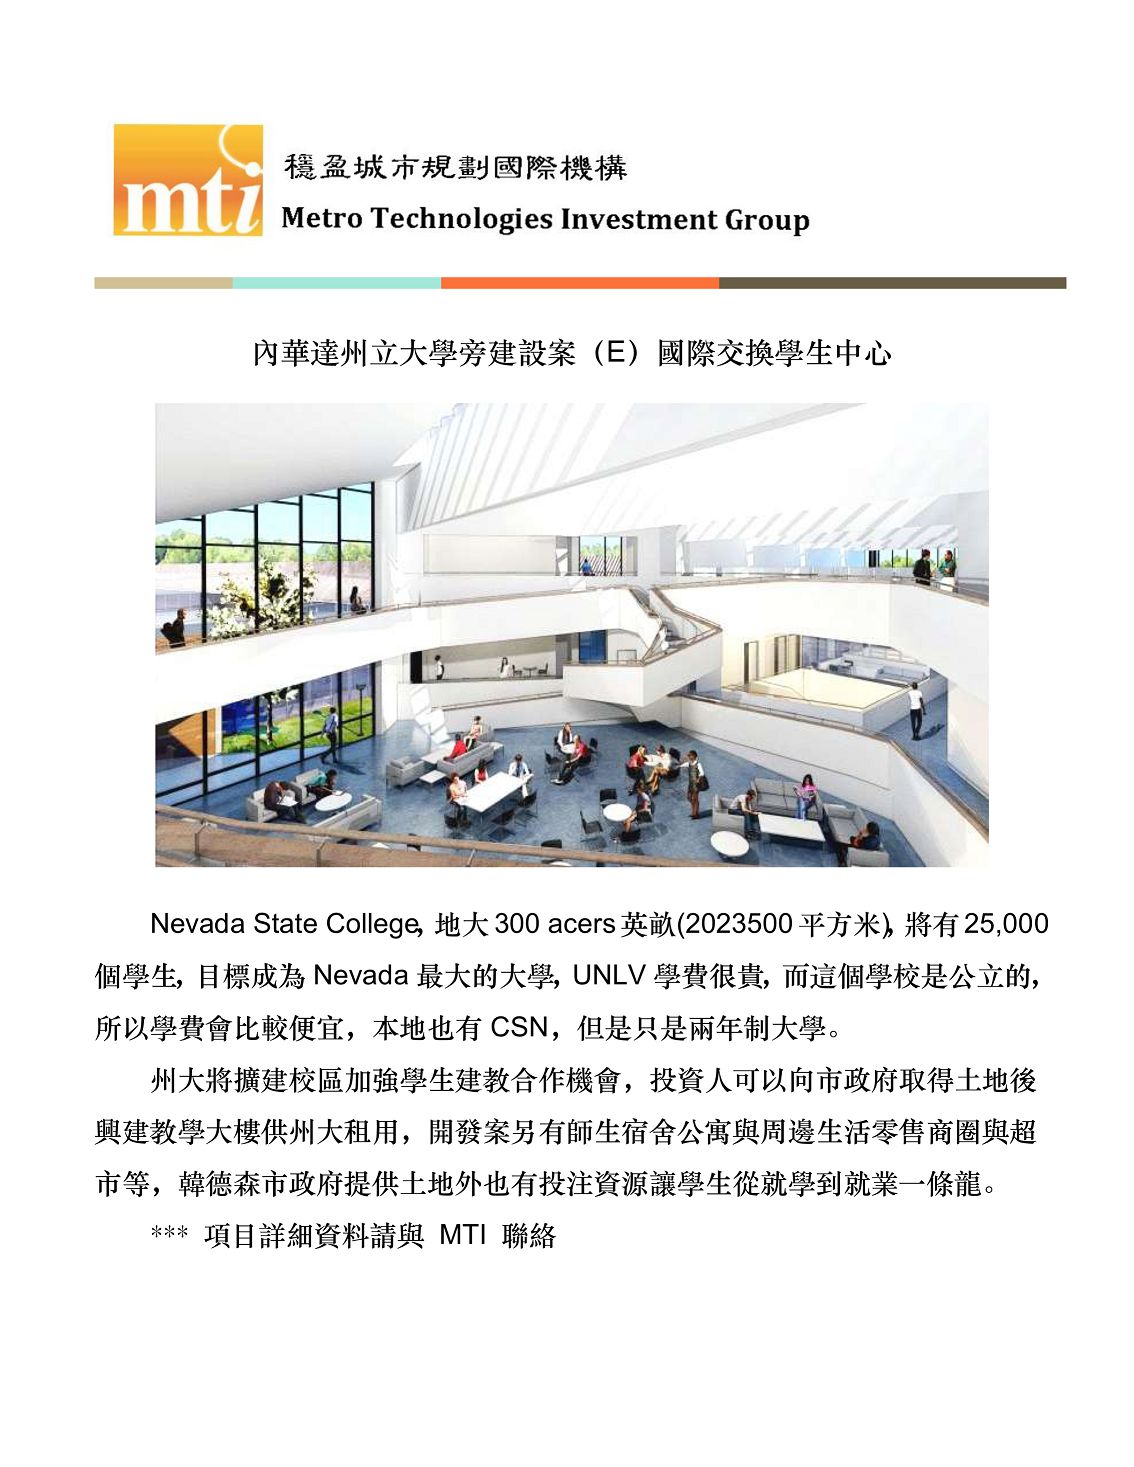 mti
穩盈城市規劃國際機構
Metro Technologies Investment Group
內華達州立大學旁建設案（E）國際交換學生中心
Nevada State College, 地大 300 acers 英畝(2023500 平方米), 將有 25,000
個學生, 目標成為 Nevada 最大的大學, UNLV 學費很貴, 而這個學校是公立的,
所以學費會比較便宜，本地也有 CSN，但是只是兩年制大學。
州大將擴建校區加強學生建教合作機會，投資人可以向市政府取得土地後
興建教學大樓供州大租用，開發案另有師生宿舍公寓與周邊生活零售商圈與超
市等，韓德森市政府提供土地外也有投注資源讓學生從就學到就業一條龍。
*** 項目詳細資料請與 MTI 聯絡